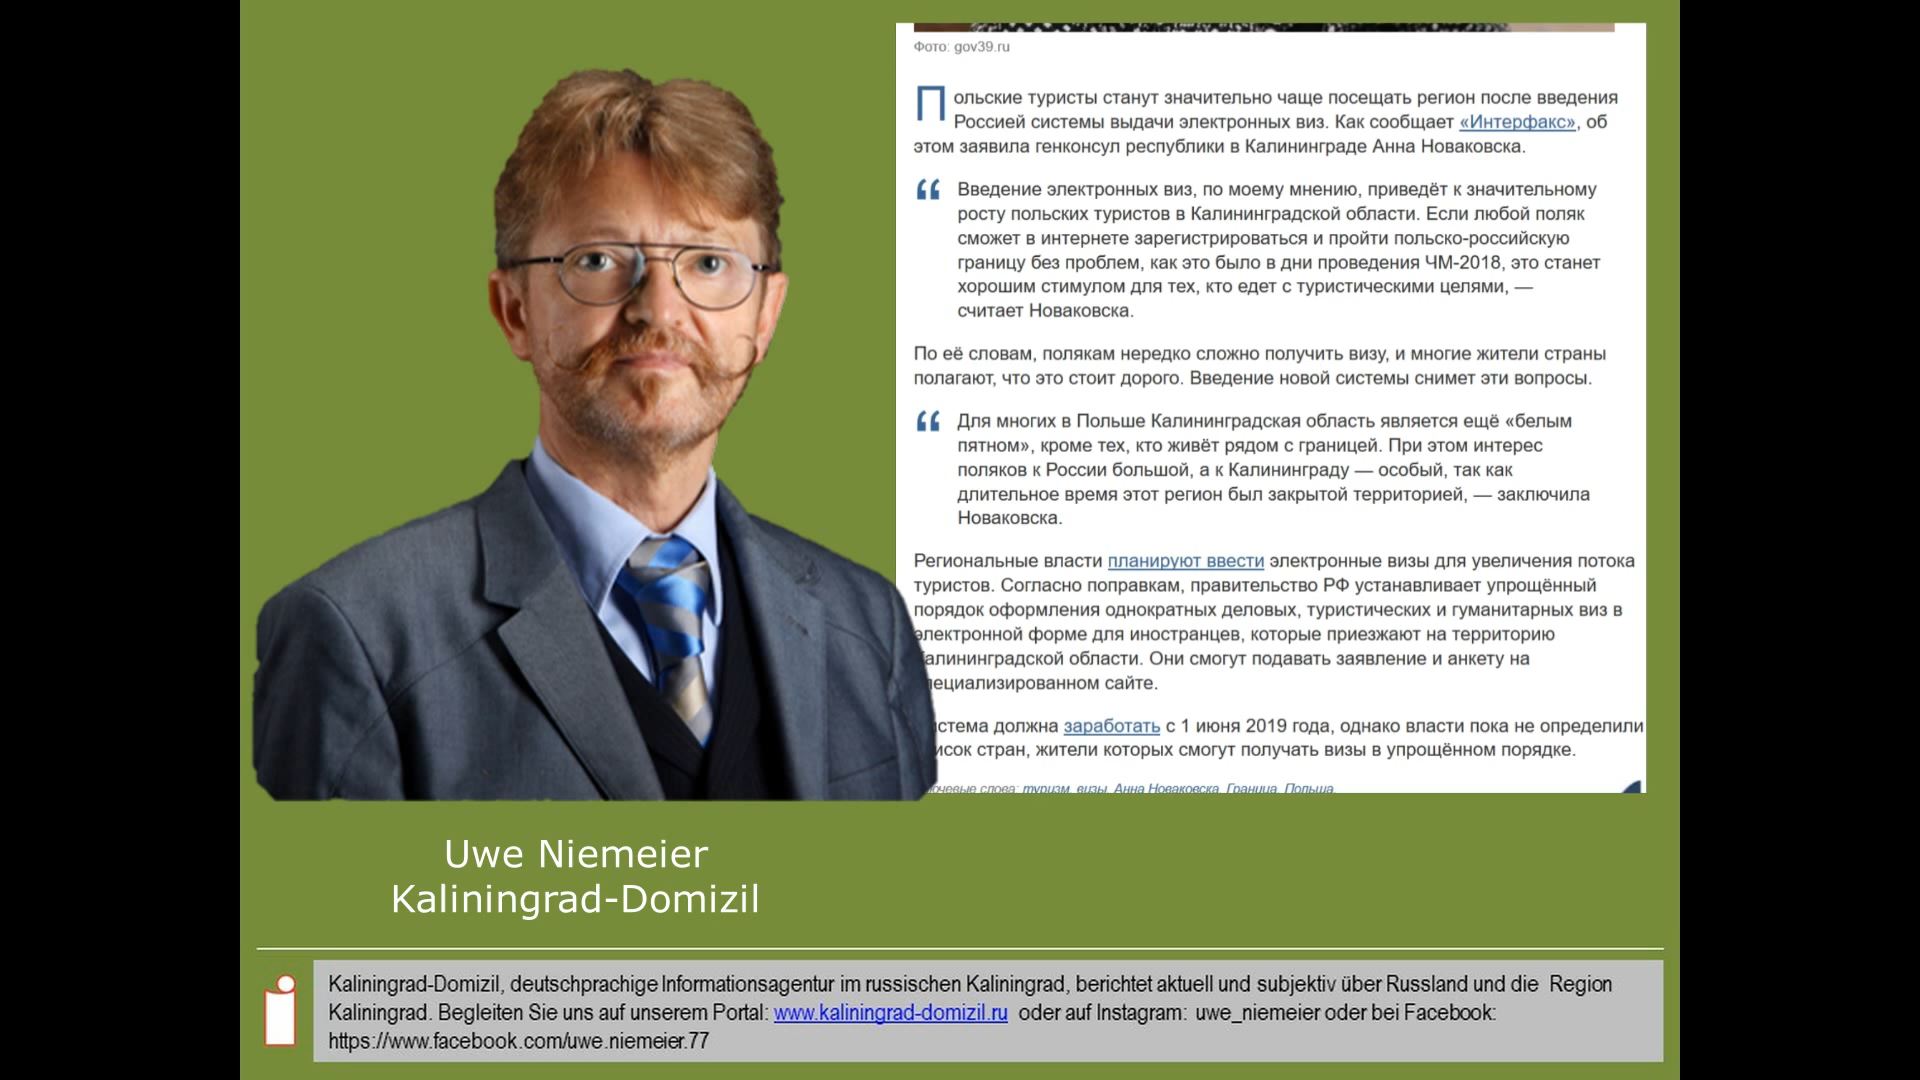 Фото: gov39.ru
Польские туристы станут значительно чаще посещать регион после введения
Россией системы выдачи электронных виз. Как сообщает «Интерфакс», об
этом заявила генконсул республики в Калининграде Анна Новаковска.
“ Введение электронных виз, по моему мнению, приведёт к значительному
росту польских туристов в Калининградской области. Если любой поляк
сможет в интернете зарегистрироваться и пройти польско-российскую
границу без проблем, как это было в дни проведения ЧМ-2018, это станет
хорошим стимулом для тех, кто едет с туристическими целями, —
считает Новаковска.
По её словам, полякам нередко сложно получить визу, и многие жители страны
полагают, что это стоит дорого. Введение новой системы снимет эти вопросы.
“ Для многих в Польше Калининградская область является ещё «белым
пятном», кроме тех, кто живёт рядом с границей. При этом интерес
поляков к России большой, а к Калининграду — особый, так как
длительное время этот регион был закрытой территорией, — заключила
Новаковска.
Региональные власти планируют ввести электронные визы для увеличения потока
туристов. Согласно поправкам, правительство РФ устанавливает упрощённый
порядок оформления однократных деловых, туристических и гуманитарных виз в
электронной форме для иностранцев, которые приезжают на территорию
алининградской области. Они смогут подавать заявление и анкету на
пециализированном сайте.
стема должна заработать с 1 июня 2019 года, однако власти пока не определили
исок стран, жители которых смогут получать визы в упрощённом порядке.
ючевые слова: туризм, визы, Анна Новаковска, Граница, Польша.
Uwe Niemeier
Kaliningrad-Domizil
Kaliningrad-Domizil, deutschprachige Informationsagentur im russischen Kaliningrad, berichtet aktuell und subjektiv über Russland und die Region
Kaliningrad. Begleiten Sie uns auf unserem Portal: www.kaliningrad-domizil.ru oder auf Instagram: uwe_niemeier oder bei Facebook:
https://www.facebook.com/uwe.niemeier.77